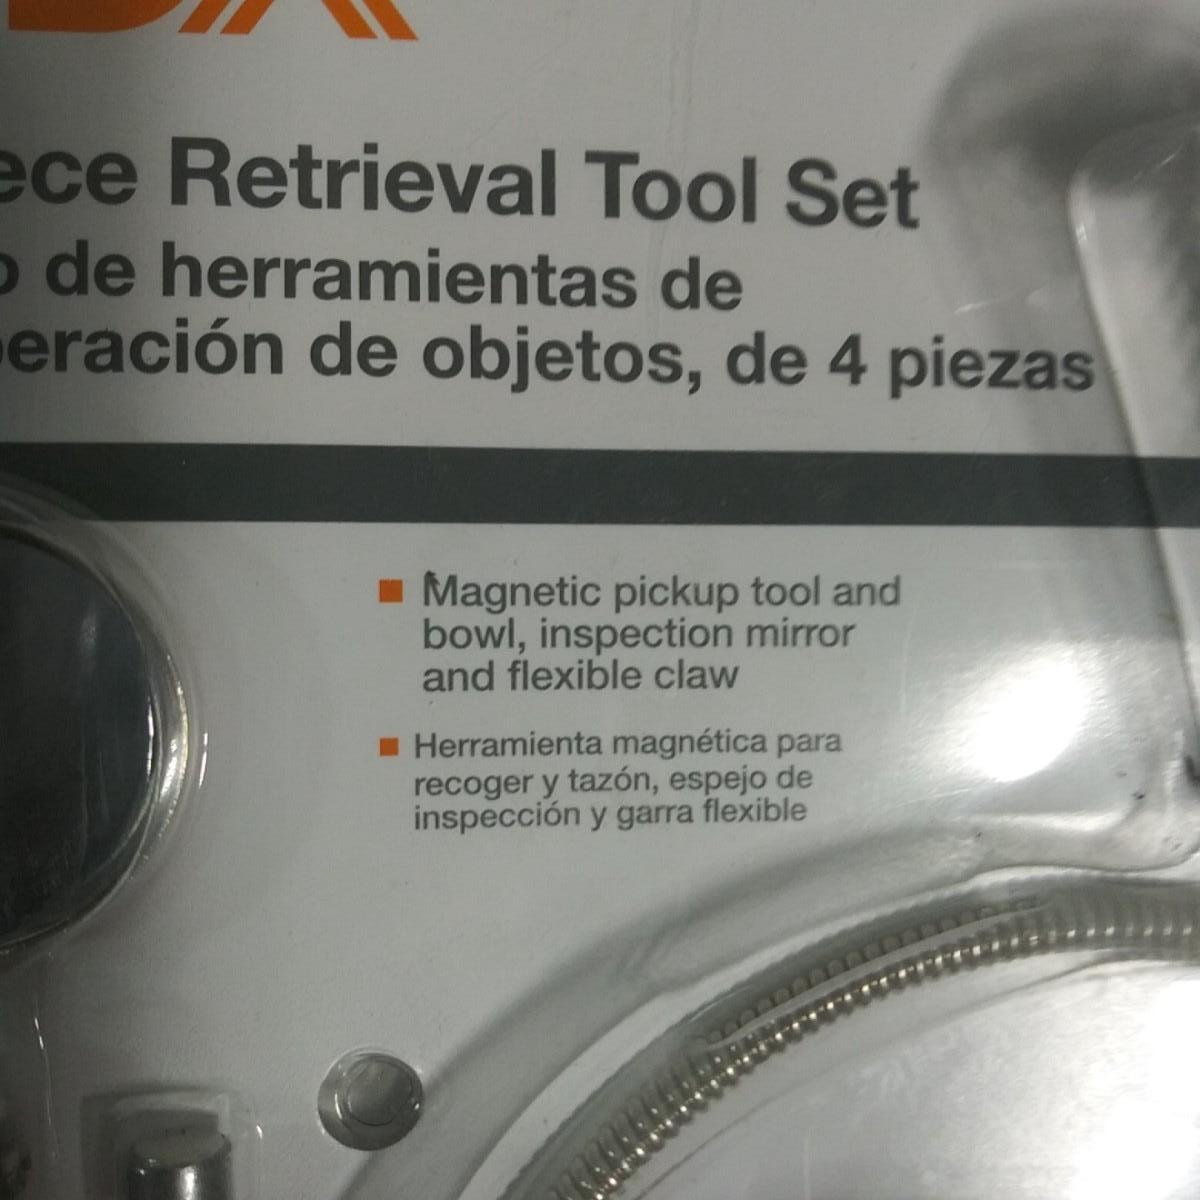 ece Retrieval Tool Set
o de herramientas de
eración de objetos, de 4 piezas
Magnetic pickup tool and
bowl, inspection mirror
and flexible claw
Herramienta magnética para
recoger y tazón, espejo de
inspección y garra flexible